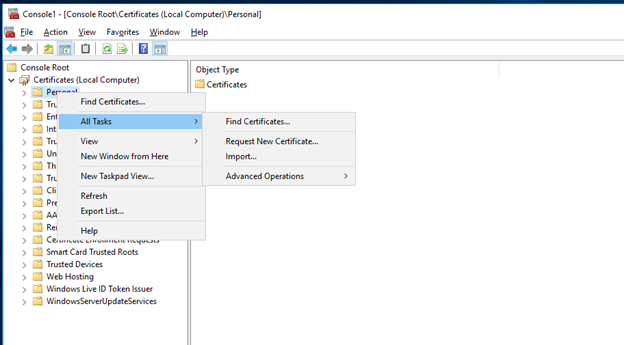 Console1 - [Console Root\Certificates (Local Computer)\Personal]
File Action View Favorites Window Help
Console Root
Certificates (Local Computer)
Personal
Tru
Ent
Int
Tru
Un
Thi
Tru
Cli
Pre
AA
Rer
Certificate Enrollment Requests
Smart Card Trusted Roots
Trusted Devices
Web Hosting
Windows Live ID Token Issuer
WindowsServerUpdateServices
Find Certificates...
All Tasks
View
New Window from Here
New Taskpad View...
Refresh
Export List...
Help
Find Certificates...
Request New Certificate...
Import...
Advanced Operations
Object Type
Certificates